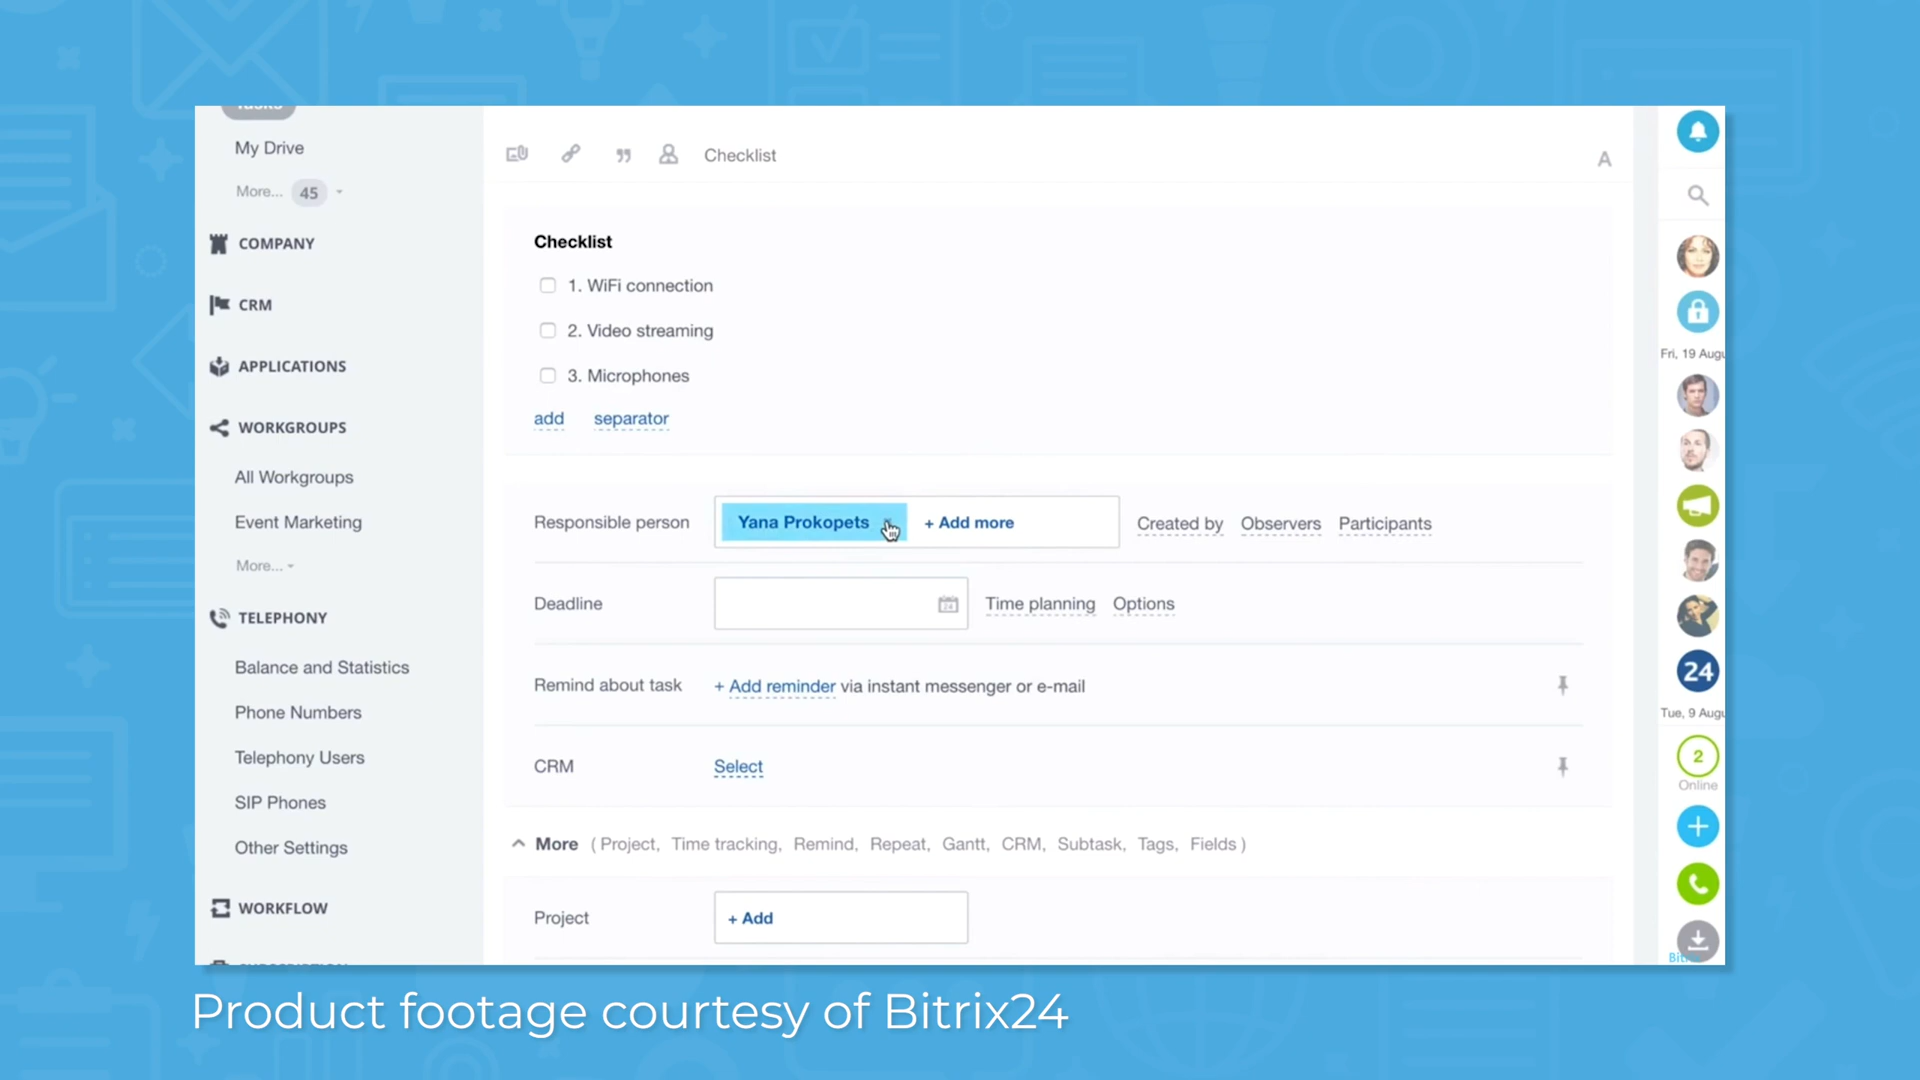 Tasks
My Drive
More... 45
COMPANY
CRM
APPLICATIONS
WORKGROUPS
All Workgroups
Event Marketing
More...
TELEPHONY
Balance and Statistics
Phone Numbers
Telephony Users
SIP Phones
Other Settings
WORKFLOW
Checklist
A
Checklist
1. WiFi connection
2. Video streaming
3. Microphones
add separator
Responsible person Yana Prokopets + Add more Created by Observers Participants
Deadline 24 Time planning Options
Remind about task + Add reminder via instant messenger or e-mail
CRM Select
More ( Project, Time tracking, Remind, Repeat, Gantt, CRM, Subtask, Tags, Fields )
Project + Add
Fri, 19 Augu
24
Tue, 9 Augu
2
Online
Product footage courtesy of Bitrix24